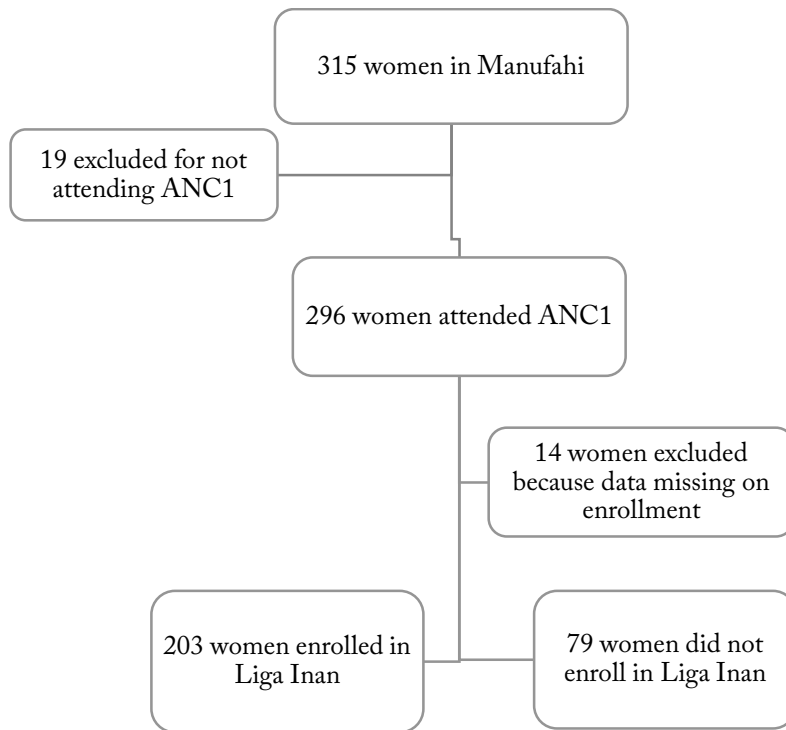 315 women in Manufahi
19 excluded for not
attending ANC1
296 women attended ANC1
14 women excluded
because data missing on
enrollment
203 women enrolled in
Liga Inan
79 women did not
enroll in Liga Inan